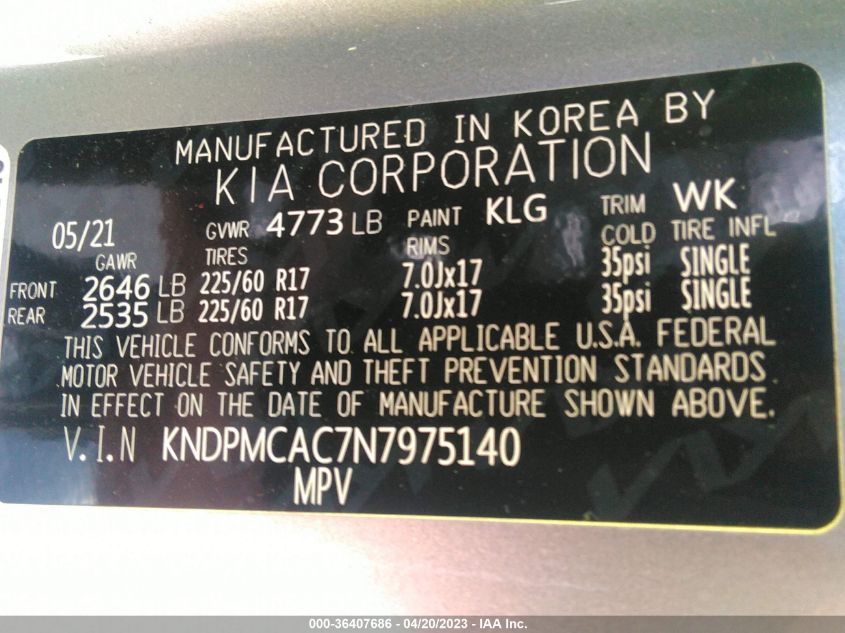 MANUFACTURED IN KOREA BY
KIA CORPORATION
05/21 GVWR 4773 LB PAINT KLG TRIM WK
GAWR TIRES RIMS COLD TIRE INFL
FRONT 2646 LB 225/60 R17 7.0Jx17 35psi SINGLE
REAR 2535 LB 225/60 R17 7.0Jx17 35psi SINGLE
THIS VEHICLE CONFORMS TO ALL APPLICABLE U.S.A. FEDERAL
MOTOR VEHICLE SAFETY AND THEFT PREVENTION STANDARDS
IN EFFECT ON THE DATE OF MANUFACTURE SHOWN ABOVE.
V.I.N KNDPMCAC7N7975140
MPV
000-36407686 - 04/20/2023 - IAA Inc.